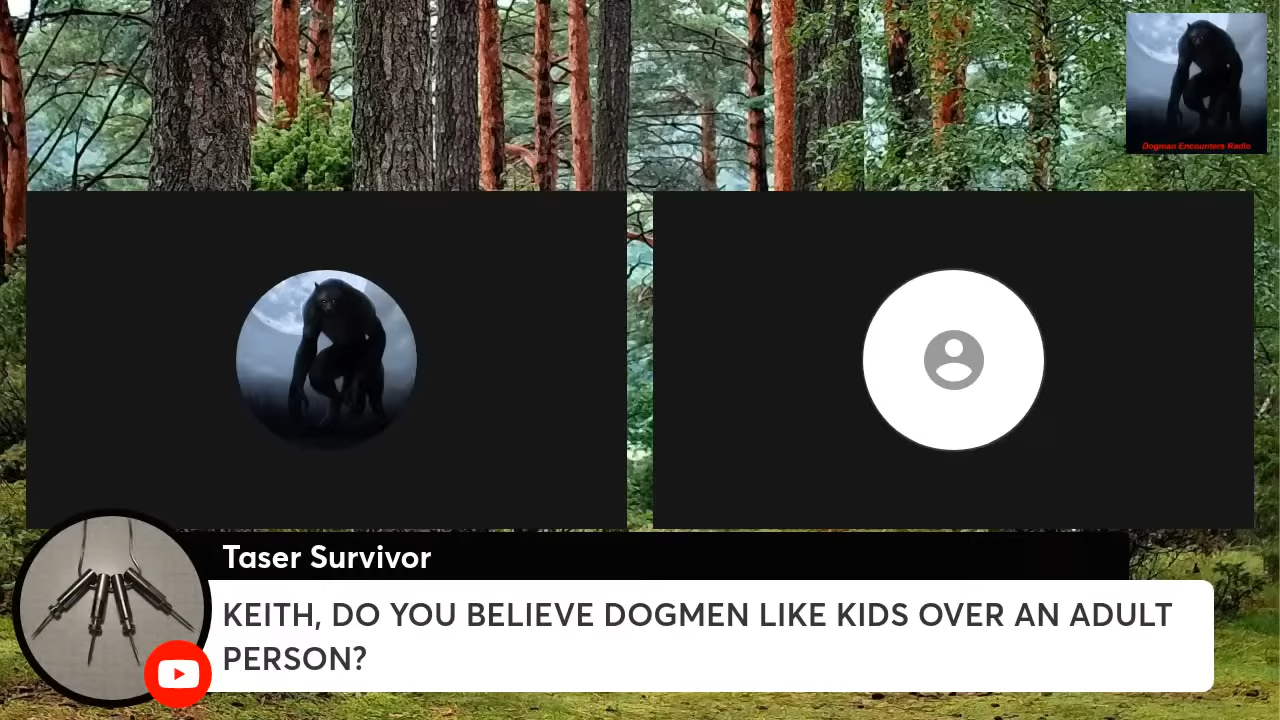 Dogman Encounters Radio
Taser Survivor
KEITH, DO YOU BELIEVE DOGMEN LIKE KIDS OVER AN ADULT
PERSON?